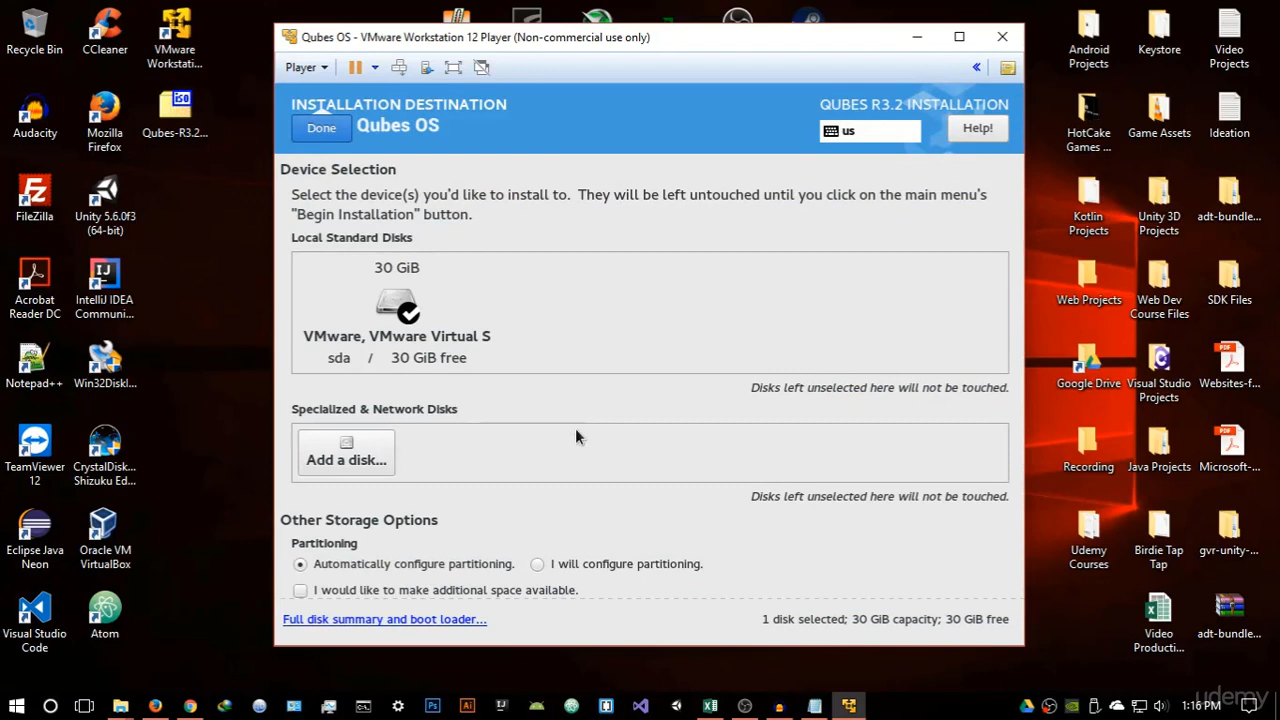 Recycle Bin
CCleaner
VMware
Workstati...
Audacity
Mozilla
Firefox
Qubes-R3.2...
FileZilla
Unity 5.6.0f3
(64-bit)
Acrobat
Reader DC
IntelliJ IDEA
Communi...
Notepad++
Win32DiskI...
TeamViewer
12
CrystalDisk...
Shizuku Ed...
Eclipse Java
Neon
Oracle VM
VirtualBox
Visual Studio
Code
Atom
Qubes OS - VMware Workstation 12 Player (Non-commercial use only)
Player
INSTALLATION DESTINATION
Done
Qubes OS
QUBES R3.2 INSTALLATION
us
Help!
Device Selection
Select the device(s) you'd like to install to. They will be left untouched until you click on the main menu's
"Begin Installation" button.
Local Standard Disks
30 GiB
VMware, VMware Virtual S
sda / 30 GiB free
Disks left unselected here will not be touched.
Specialized & Network Disks
Add a disk...
Disks left unselected here will not be touched.
Other Storage Options
Partitioning
Automatically configure partitioning.
I will configure partitioning.
I would like to make additional space available.
Full disk summary and boot loader...
1 disk selected; 30 GiB capacity; 30 GiB free
Android
Projects
Keystore
Video
Projects
HotCake
Games ...
Game Assets
Ideation
Kotlin
Projects
Unity 3D
Projects
adt-bundle...
Web Projects
Web Dev
Course Files
SDK Files
Google Drive
Visual Studio
Projects
Websites-f...
Recording
Java Projects
Microsoft-...
Udemy
Courses
Birdie Tap
Tap
gvr-unity-...
Video
Producti...
adt-bundle...
udemy
1:16 PM